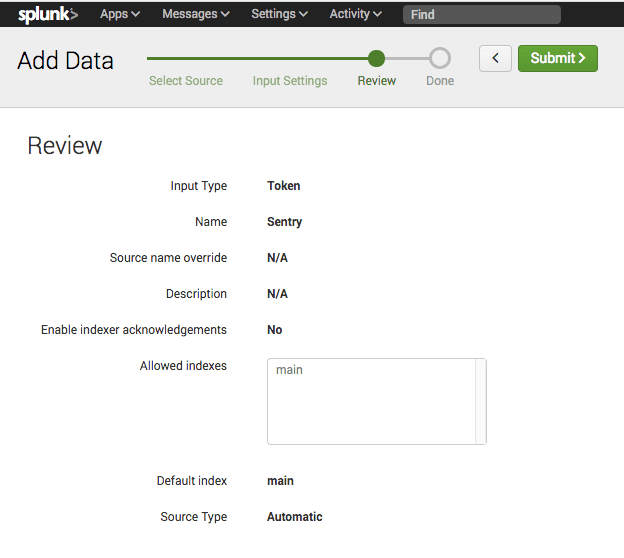 splunk> Apps Messages Settings Activity Find
Add Data
Select Source Input Settings Review Done
< Submit >
Review
Input Type Token
Name Sentry
Source name override N/A
Description N/A
Enable indexer acknowledgements No
Allowed indexes main
Default index main
Source Type Automatic